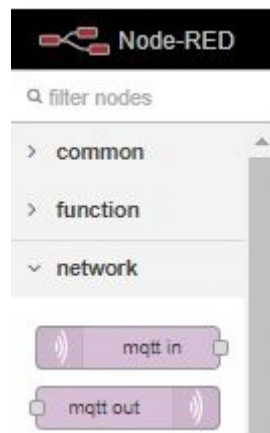 Node-RED
filter nodes
common
function
network
mqtt in
mqtt out